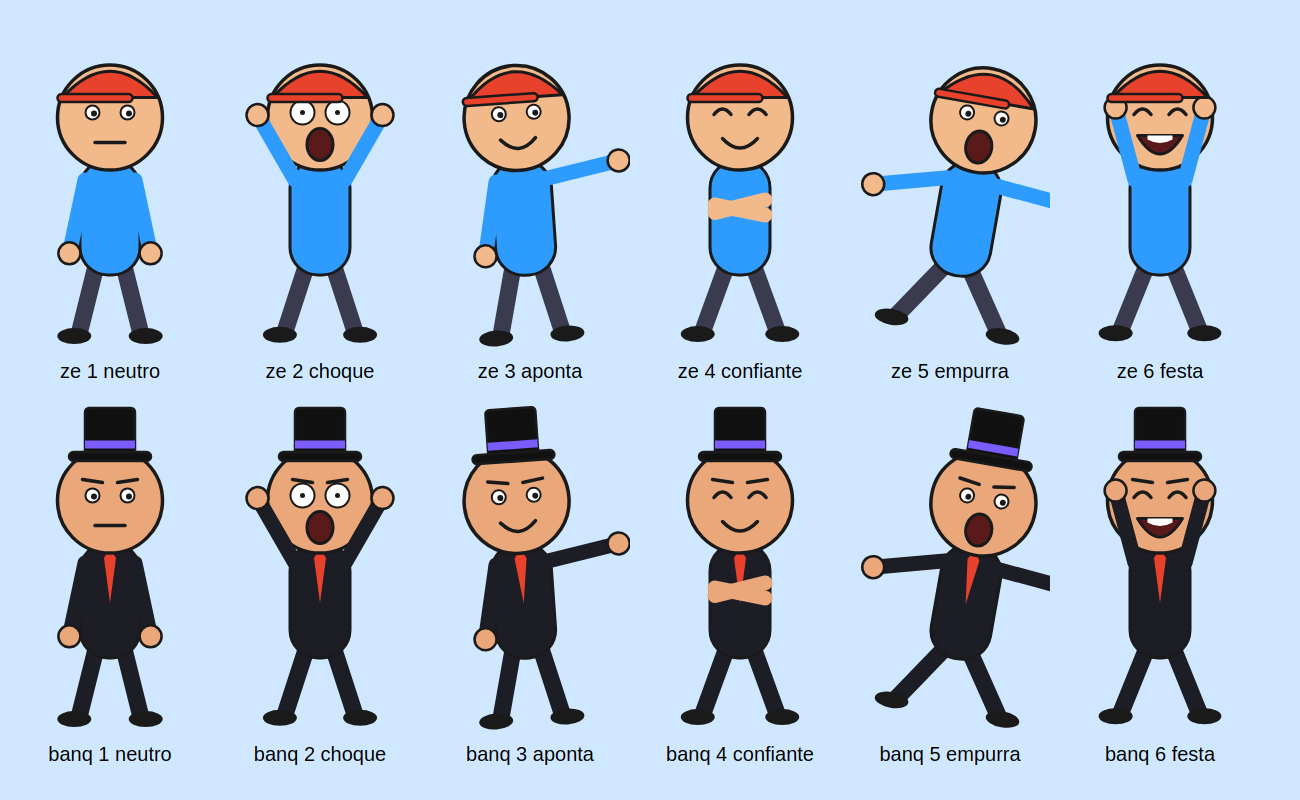 ze 1 neutro
ze 2 choque
ze 3 aponta
ze 4 confiante
ze 5 empurra
ze 6 festa
banq 1 neutro
banq 2 choque
banq 3 aponta
banq 4 confiante
banq 5 empurra
banq 6 festa